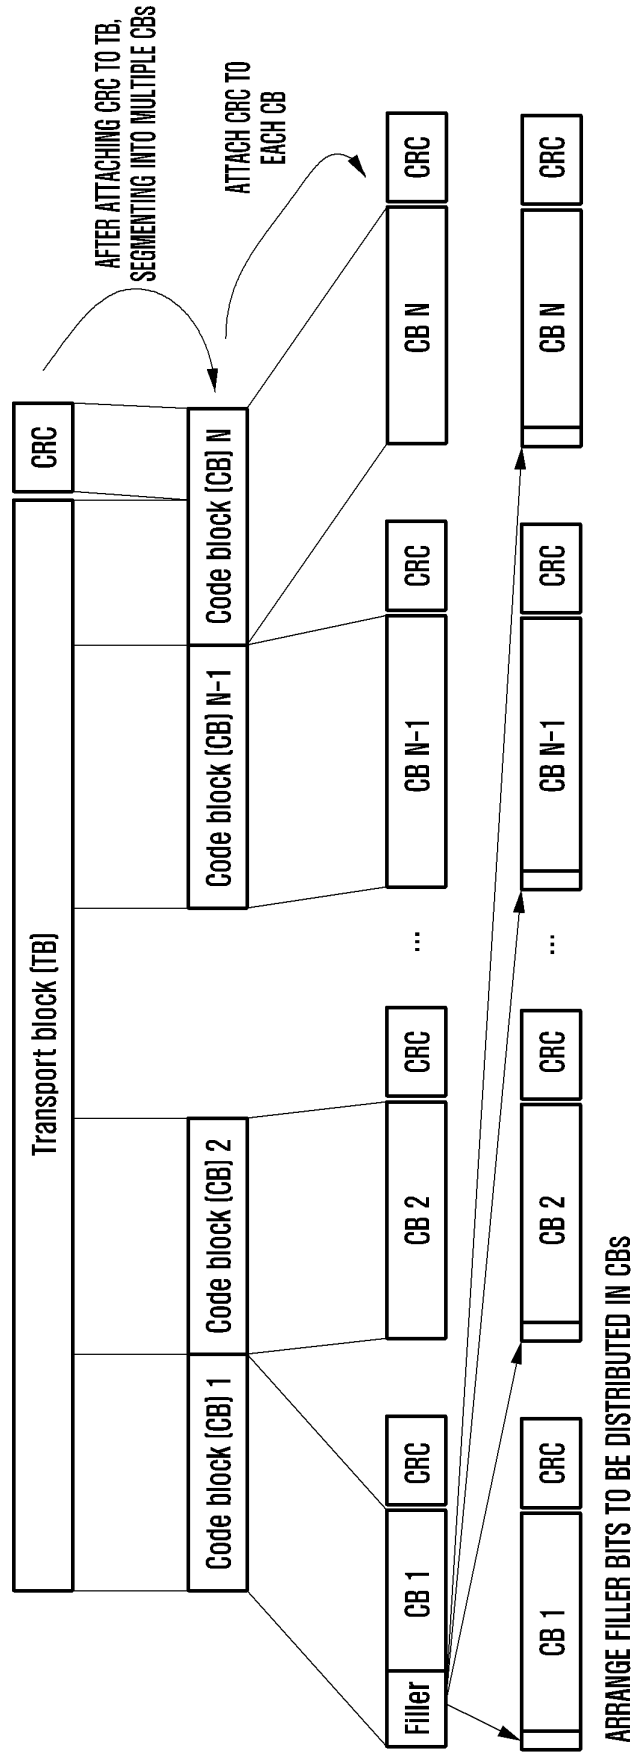 CRC
Transport block (TB)
AFTER ATTACHING CRC TO TB,
SEGMENTING INTO MULTIPLE CBs
Code block (CB) 1
Code block (CB) 2
Code block (CB) N-1
Code block (CB) N
ATTACH CRC TO
EACH CB
Filler
CB 1
CRC
CB 2
CRC
...
CB N-1
CRC
CB N
CRC
CB 1
CRC
CB 2
CRC
...
CB N-1
CRC
CB N
CRC
ARRANGE FILLER BITS TO BE DISTRIBUTED IN CBs